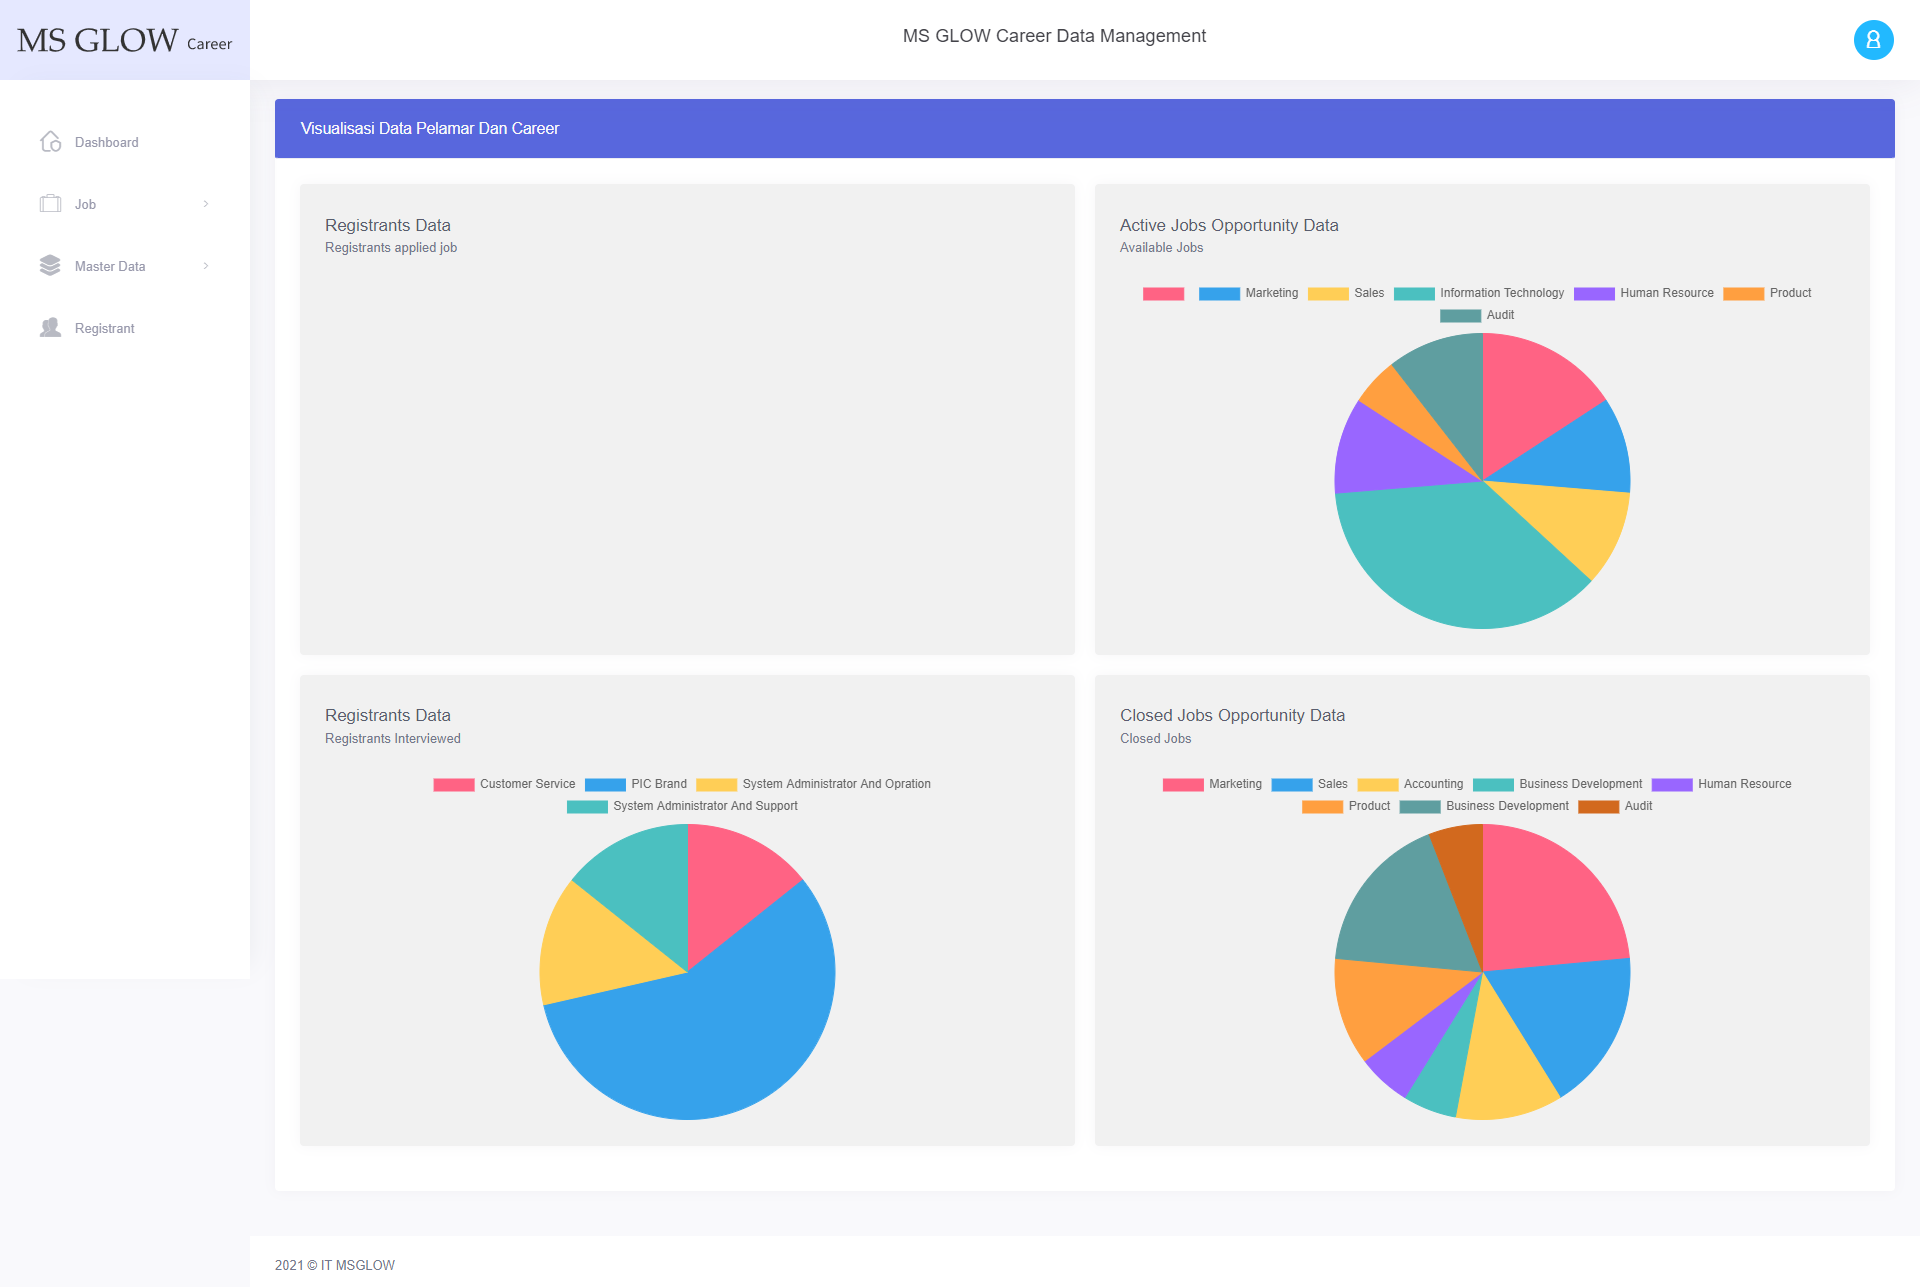 MS GLOW Career
MS GLOW Career Data Management
Dashboard
Job
Master Data
Registrant
Visualisasi Data Pelamar Dan Career
Registrants Data
Registrants applied job
Active Jobs Opportunity Data
Available Jobs
Marketing Sales Information Technology Human Resource Product
Audit
Registrants Data
Registrants Interviewed
Customer Service PIC Brand System Administrator And Opration
System Administrator And Support
Closed Jobs Opportunity Data
Closed Jobs
Marketing Sales Accounting Business Development Human Resource
Product Business Development Audit
2021 © IT MSGLOW